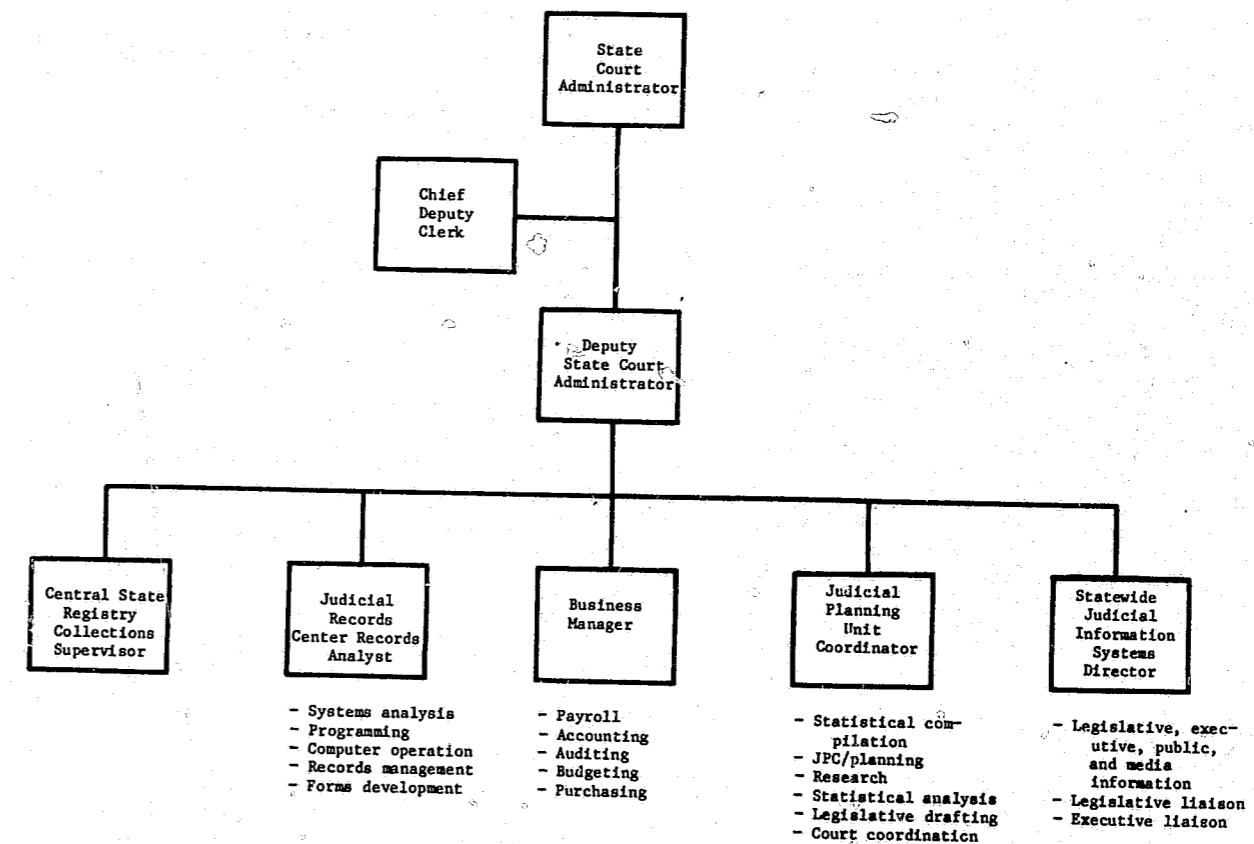 State
Court
Administrator
Chief
Deputy
Clerk
Deputy
State Court
Administrator
Central State
Registry
Collections
Supervisor
Judicial
Records
Center Records
Analyst
- Systems analysis
- Programming
- Computer operation
- Records management
- Forms development
Business
Manager
- Payroll
- Accounting
- Auditing
- Budgeting
- Purchasing
Judicial
Planning
Unit
Coordinator
- Statistical com-
pilation
- JPC/planning
- Research
- Statistical analysis
- Legislative drafting
- Court coordination
Statewide
Judicial
Information
Systems
Director
- Legislative, exec-
utive, public,
and media
information
- Legislative liaison
- Executive liaison